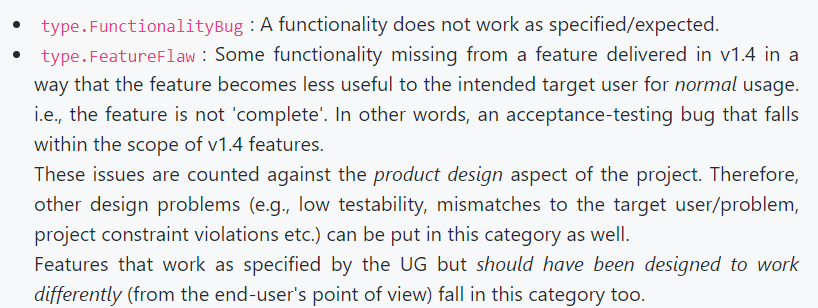 • type.FunctionalityBug : A functionality does not work as specified/expected.
• type.FeatureFlaw : Some functionality missing from a feature delivered in v1.4 in a
way that the feature becomes less useful to the intended target user for normal usage.
i.e., the feature is not 'complete'. In other words, an acceptance-testing bug that falls
within the scope of v1.4 features.
These issues are counted against the product design aspect of the project. Therefore,
other design problems (e.g., low testability, mismatches to the target user/problem,
project constraint violations etc.) can be put in this category as well.
Features that work as specified by the UG but should have been designed to work
differently (from the end-user's point of view) fall in this category too.